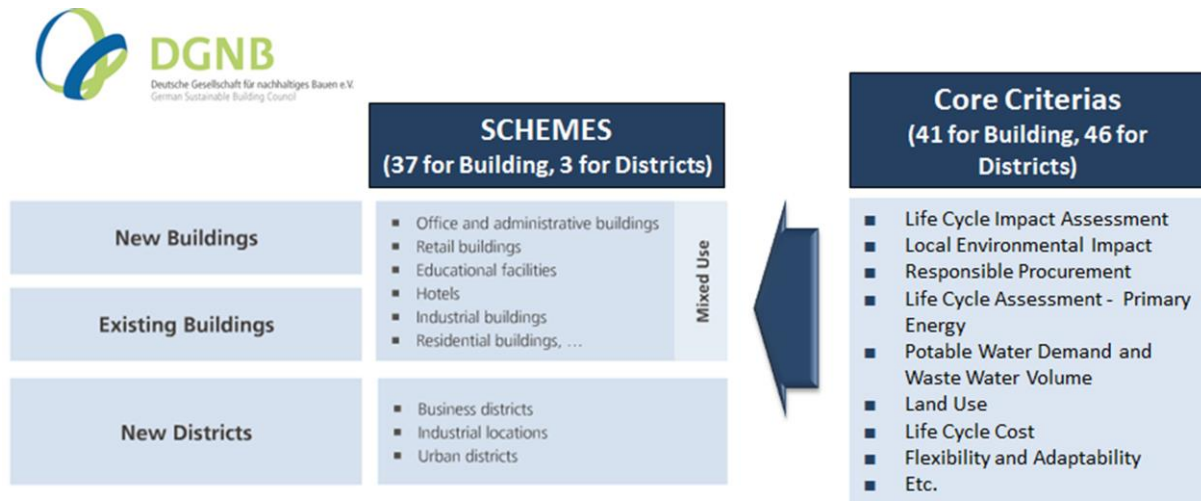 DGNB
Deutsche Gesellschaft für nachhaltiges Bauen e.V.
German Sustainable Building Council
SCHEMES
(37 for Building, 3 for Districts)
Core Criterias
(41 for Building, 46 for
Districts)
New Buildings
Existing Buildings
New Districts
▪ Office and administrative buildings
▪ Retail buildings
▪ Educational facilities
▪ Hotels
▪ Industrial buildings
▪ Residential buildings, ...
Mixed Use
▪ Business districts
▪ Industrial locations
▪ Urban districts
▪ Life Cycle Impact Assessment
▪ Local Environmental Impact
▪ Responsible Procurement
▪ Life Cycle Assessment - Primary
Energy
▪ Potable Water Demand and
Waste Water Volume
▪ Land Use
▪ Life Cycle Cost
▪ Flexibility and Adaptability
▪ Etc.